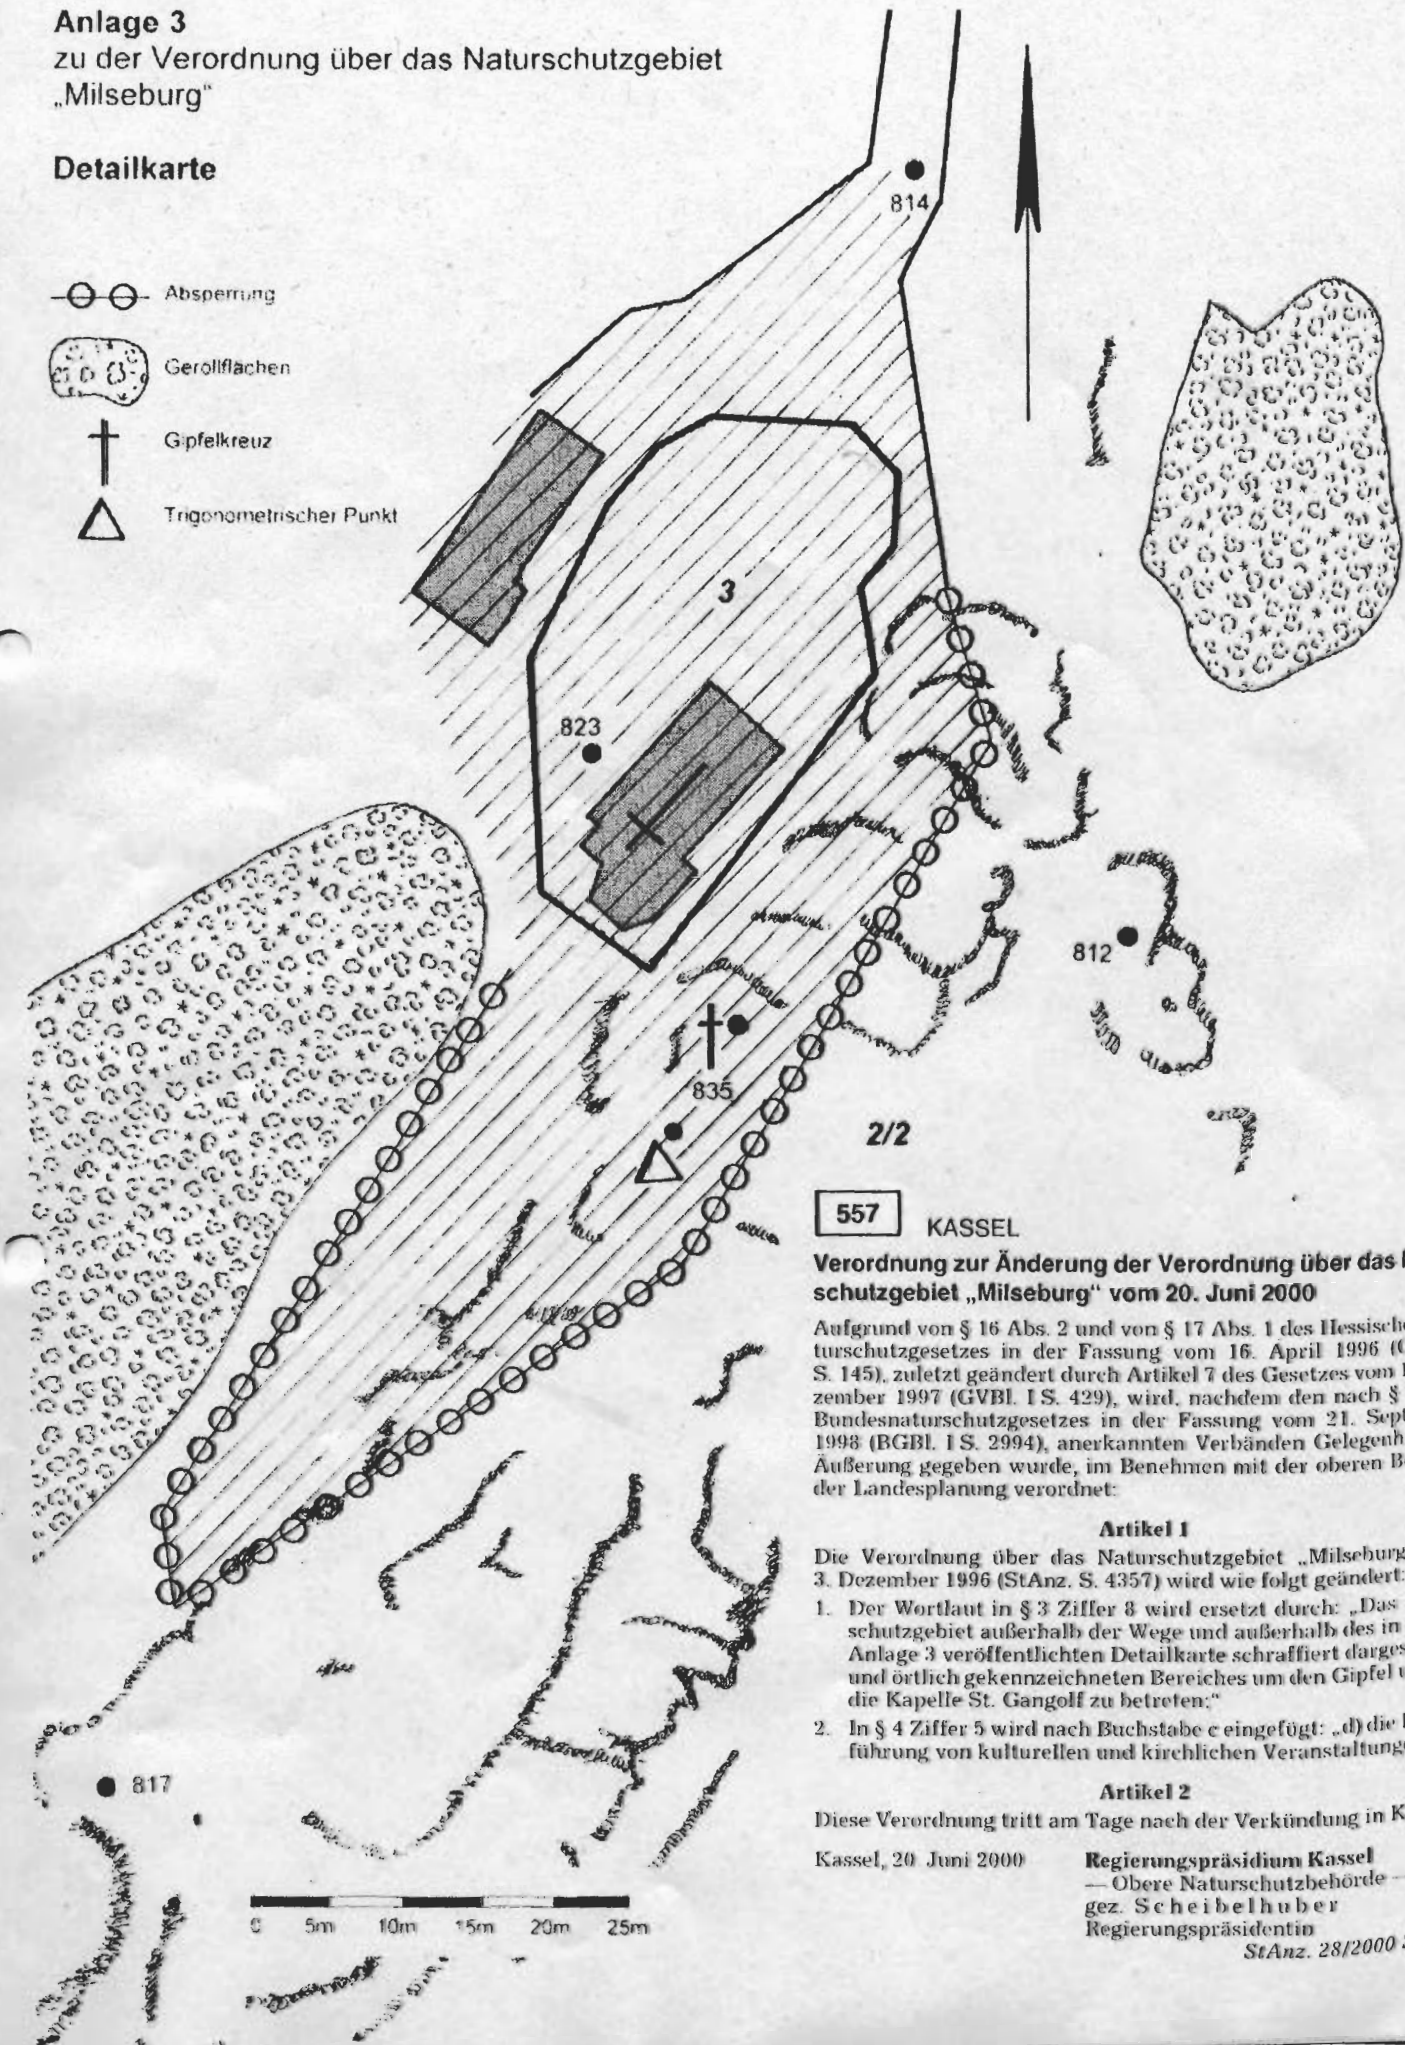 Anlage 3
zu der Verordnung über das Naturschutzgebiet
„Milseburg“
Detailkarte
Absperrung
Geröllflächen
Gipfelkreuz
Trigonometrischer Punkt
814
3
823
812
835
2/2
817
0 5m 10m 15m 20m 25m
557 KASSEL
Verordnung zur Änderung der Verordnung über das
schutzgebiet „Milseburg“ vom 20. Juni 2000
Aufgrund von § 16 Abs. 2 und von § 17 Abs. 1 des
turschutzgesetzes in der Fassung vom 16. April 1996
S. 145), zuletzt geändert durch Artikel 7 des Gesetzes vom
zember 1997 (GVBl. I S. 429), wird, nachdem den nach §
Bundesnaturschutzgesetzes in der Fassung vom 21.
1998 (BGBl. I S. 2994), anerkannten Verbänden
Äußerung gegeben wurde, im Benehmen mit der oberen
der Landesplanung verordnet:
Artikel 1
Die Verordnung über das Naturschutzgebiet „Milseburg
3. Dezember 1996 (StAnz. S. 4357) wird wie folgt geändert:
1. Der Wortlaut in § 3 Ziffer 8 wird ersetzt durch: „Das
schutzgebiet außerhalb der Wege und außerhalb des in
Anlage 3 veröffentlichten Detailkarte schraffiert
und örtlich gekennzeichneten Bereiches um den Gipfel
die Kapelle St. Gangolf zu betreten;“
2. In § 4 Ziffer 5 wird nach Buchstabe c eingefügt: „d) die
führung von kulturellen und kirchlichen
Artikel 2
Diese Verordnung tritt am Tage nach der Verkündung in
Kassel, 20 Juni 2000
Regierungspräsidium Kassel
— Obere Naturschutzbehörde —
gez. Scheibelhuber
Regierungspräsidentin
StAnz. 28/2000